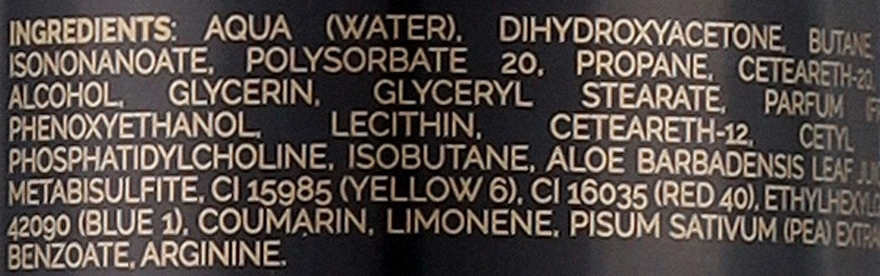 INGREDIENTS: AQUA (WATER), DIHYDROXYACETONE, BUTANE,
ISONONANOATE, POLYSORBATE 20, PROPANE, CETEARETH-20,
ALCOHOL, GLYCERIN, GLYCERYL STEARATE, PARFUM
PHENOXYETHANOL, LECITHIN, CETEARETH-12, CETYL
PHOSPHATIDYLCHOLINE, ISOBUTANE, ALOE BARBADENSIS LEAF
METABISULFITE, CI 15985 (YELLOW 6), CI 16035 (RED 40),
42090 (BLUE 1), COUMARIN, LIMONENE, PISUM SATIVUM (PEA)
BENZOATE, ARGININE.